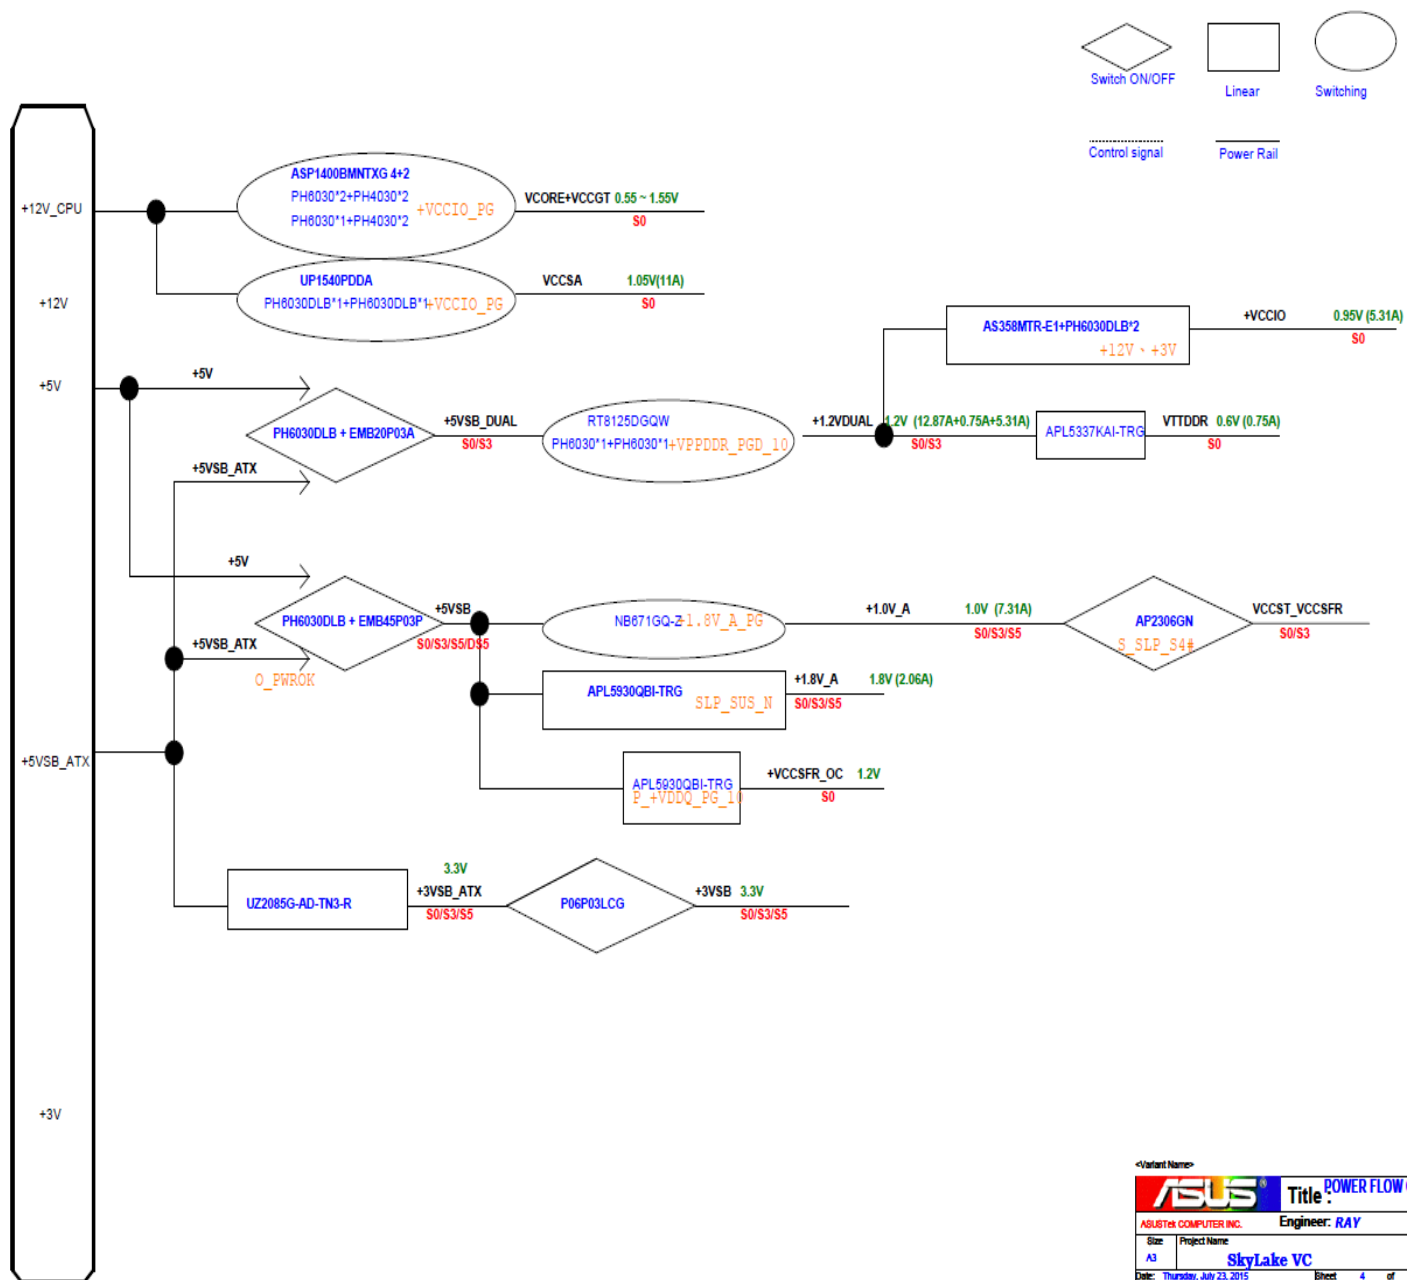 Switch ON/OFF
Linear
Switching
Control signal
Power Rail
+12V_CPU
ASP1400BMNTXG 4+2
PH6030*2+PH4030*2
PH6030*1+PH4030*2
+VCCIO_PG
VCORE+VCCGT 0.55 ~ 1.55V
S0
UP1540PDDA
PH6030DLB*1+PH6030DLB*1
+VCCIO_PG
VCCSA 1.05V(11A)
S0
+12V
AS358MTR-E1+PH6030DLB*2
+12V、+3V
+VCCIO 0.95V (5.31A)
S0
+5V
+5V
PH6030DLB + EMB20P03A
+5VSB_DUAL
S0/S3
RT8125DGQW
PH6030*1+PH6030*1
+VPPDDR_PGD_10
+1.2VDUAL 1.2V (12.87A+0.75A+5.31A)
S0/S3
APL5337KAI-TRG
VTTDDR 0.6V (0.75A)
S0
+5VSB_ATX
+5V
PH6030DLB + EMB45P03P
+5VSB
S0/S3/S5/DS5
NB671GQ-Z
+1.8V_A_PG
+1.0V_A 1.0V (7.31A)
S0/S3/S5
AP2306GN
S_SLP_S4#
VCCST_VCCSFR
S0/S3
+5VSB_ATX
O_PWROK
APL5930QBI-TRG
SLP_SUS_N
+1.8V_A 1.8V (2.06A)
S0/S3/S5
+5VSB_ATX
APL5930QBI-TRG
P_+VDDQ_PG_10
+VCCSFR_OC 1.2V
S0
UZ2085G-AD-TN3-R
3.3V
+3VSB_ATX
S0/S3/S5
P06P03LCG
+3VSB 3.3V
S0/S3/S5
+3V
<Variant Name>
ASUS®
Title : POWER FLOW
ASUSTek COMPUTER INC.
Engineer: RAY
Size Project Name
A3 SkyLake VC
Date: Thursday, July 23, 2015 Sheet 4 of